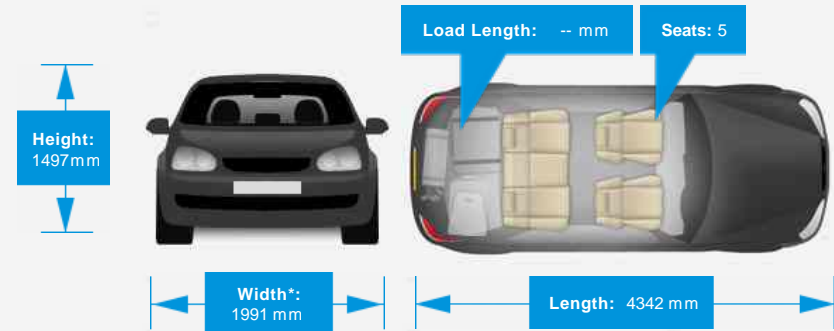 Load Length: -- mm
Seats: 5
Height:
1497mm
Width*:
1991 mm
Length: 4342 mm